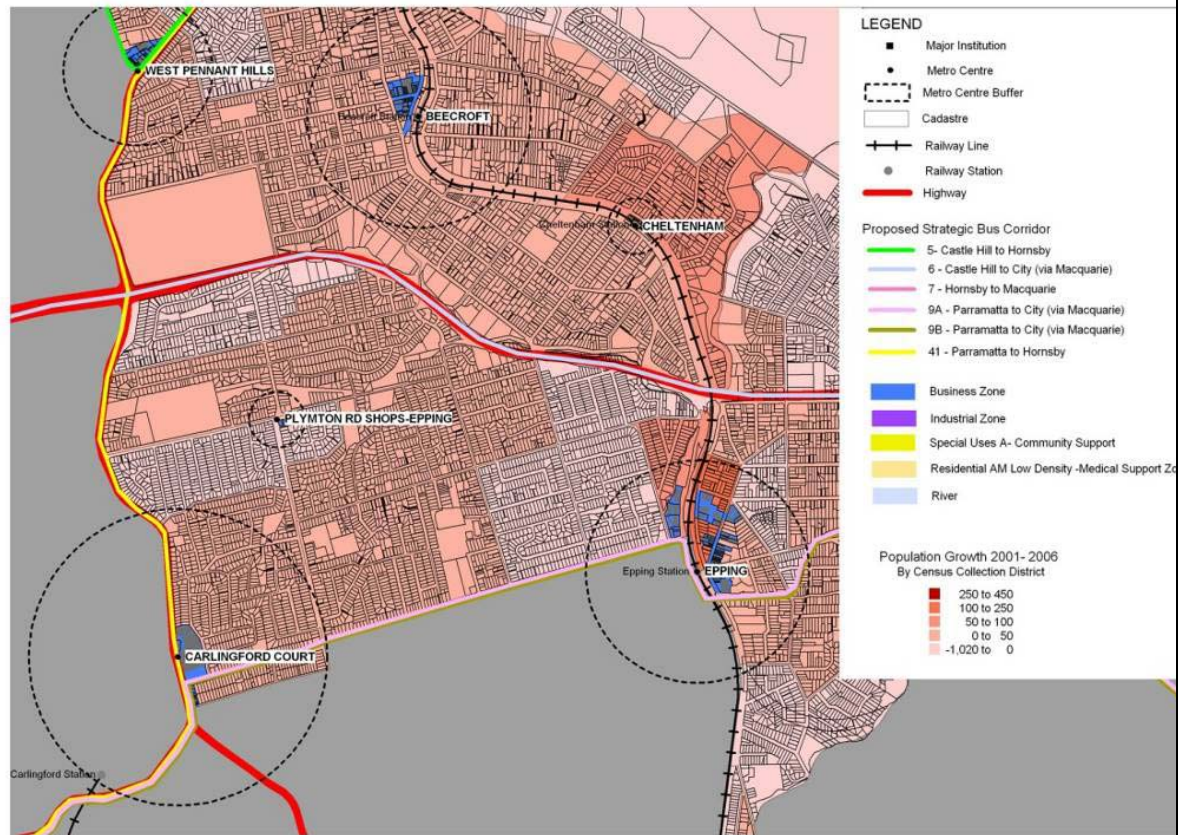 WEST PENNANT HILLS
Beecroft Station
BEECROFT
Cheltenham Station
CHELTENHAM
PLYMTON RD SHOPS-EPPING
Epping Station
EPPING
CARLINGFORD COURT
Carlingford Station
LEGEND
Major Institution
Metro Centre
Metro Centre Buffer
Cadastre
Railway Line
Railway Station
Highway
Proposed Strategic Bus Corridor
5- Castle Hill to Hornsby
6 - Castle Hill to City (via Macquarie)
7 - Hornsby to Macquarie
9A - Parramatta to City (via Macquarie)
9B - Parramatta to City (via Macquarie)
41 - Parramatta to Hornsby
Business Zone
Industrial Zone
Special Uses A- Community Support
Residential AM Low Density -Medical Support Zo
River
Population Growth 2001- 2006
By Census Collection District
250 to 450
100 to 250
50 to 100
0 to 50
-1,020 to 0